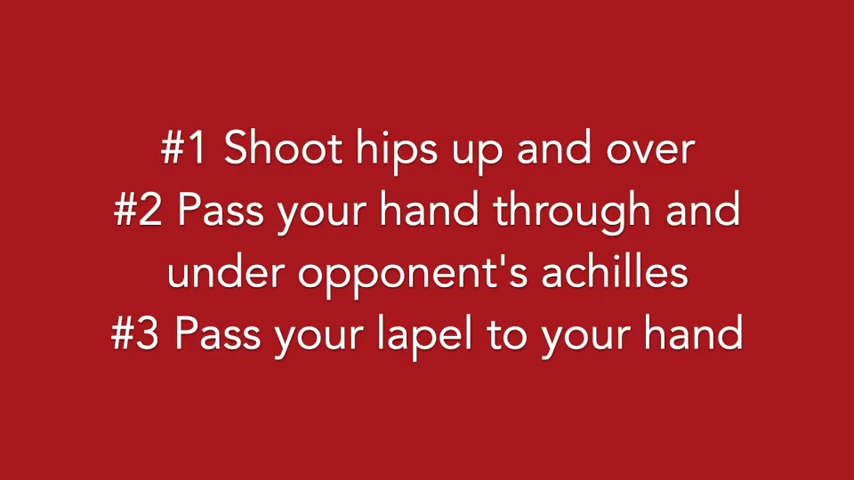 #1 Shoot hips up and over
#2 Pass your hand through and
under opponent's achilles
#3 Pass your lapel to your hand